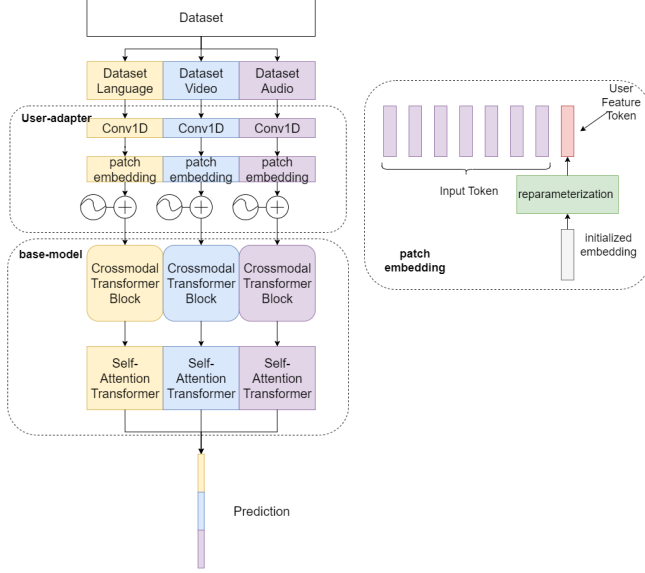 Dataset
Dataset
Language
Dataset
Video
Dataset
Audio
User-adapter
Conv1D
Conv1D
Conv1D
patch
embedding
patch
embedding
patch
embedding
base-model
Crossmodal
Transformer
Block
Crossmodal
Transformer
Block
Crossmodal
Transformer
Block
Self-
Attention
Transformer
Self-
Attention
Transformer
Self-
Attention
Transformer
Prediction
User
Feature
Token
Input Token
reparameterization
initialized
embedding
patch
embedding